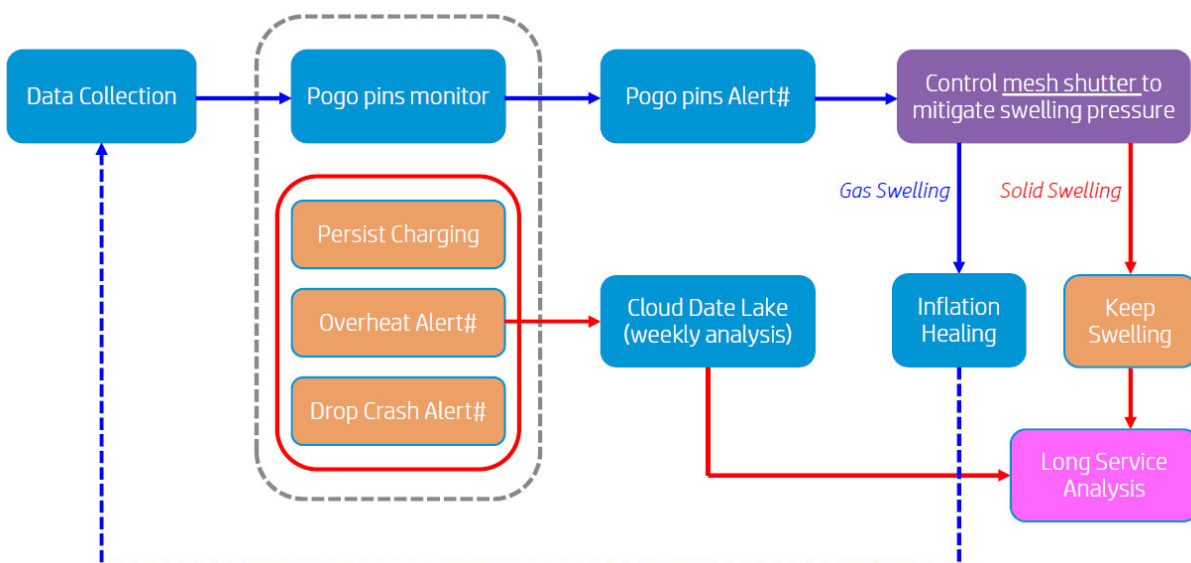 Data Collection
Pogo pins monitor
Pogo pins Alert#
Control mesh shutter to
mitigate swelling pressure
Gas Swelling
Solid Swelling
Persist Charging
Overheat Alert#
Drop Crash Alert#
Cloud Date Lake
(weekly analysis)
Inflation
Healing
Keep
Swelling
Long Service
Analysis